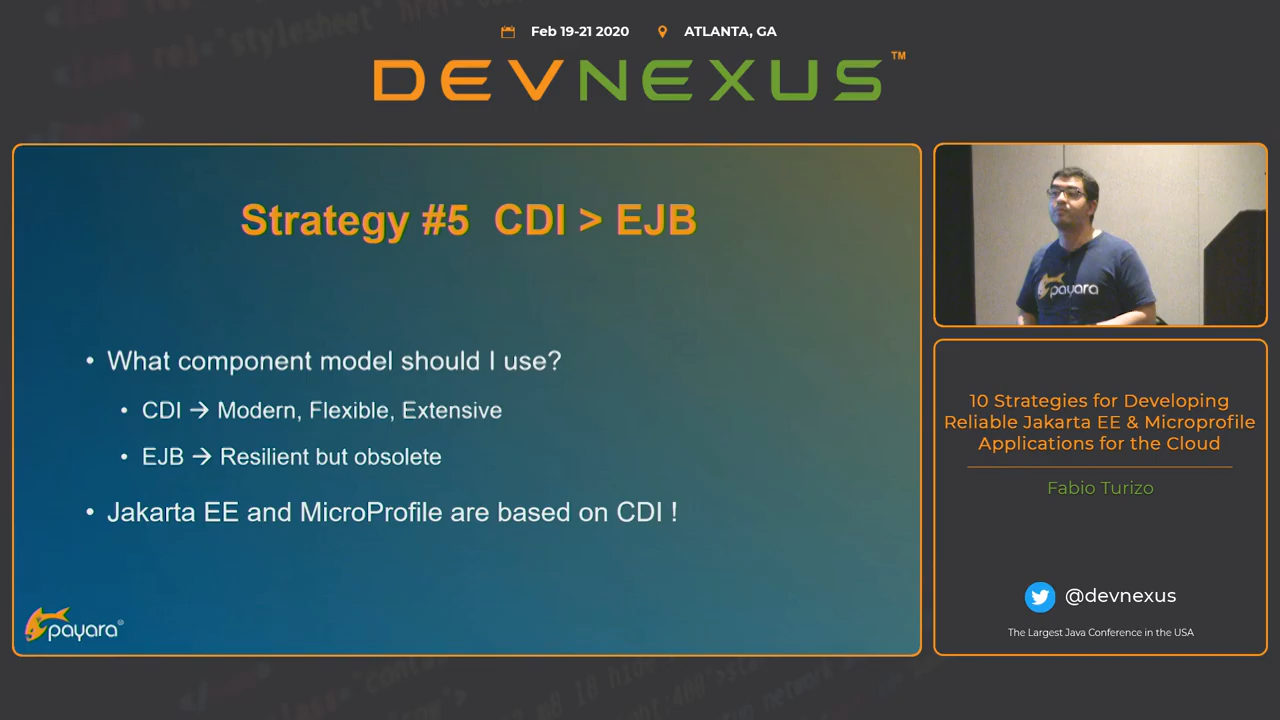 Feb 19-21 2020
ATLANTA, GA
DEVNEXUS™
Strategy #5 CDI > EJB
• What component model should I use?
• CDI → Modern, Flexible, Extensive
• EJB → Resilient but obsolete
• Jakarta EE and MicroProfile are based on CDI !
payara®
payara
10 Strategies for Developing
Reliable Jakarta EE & Microprofile
Applications for the Cloud
Fabio Turizo
@devnexus
The Largest Java Conference in the USA